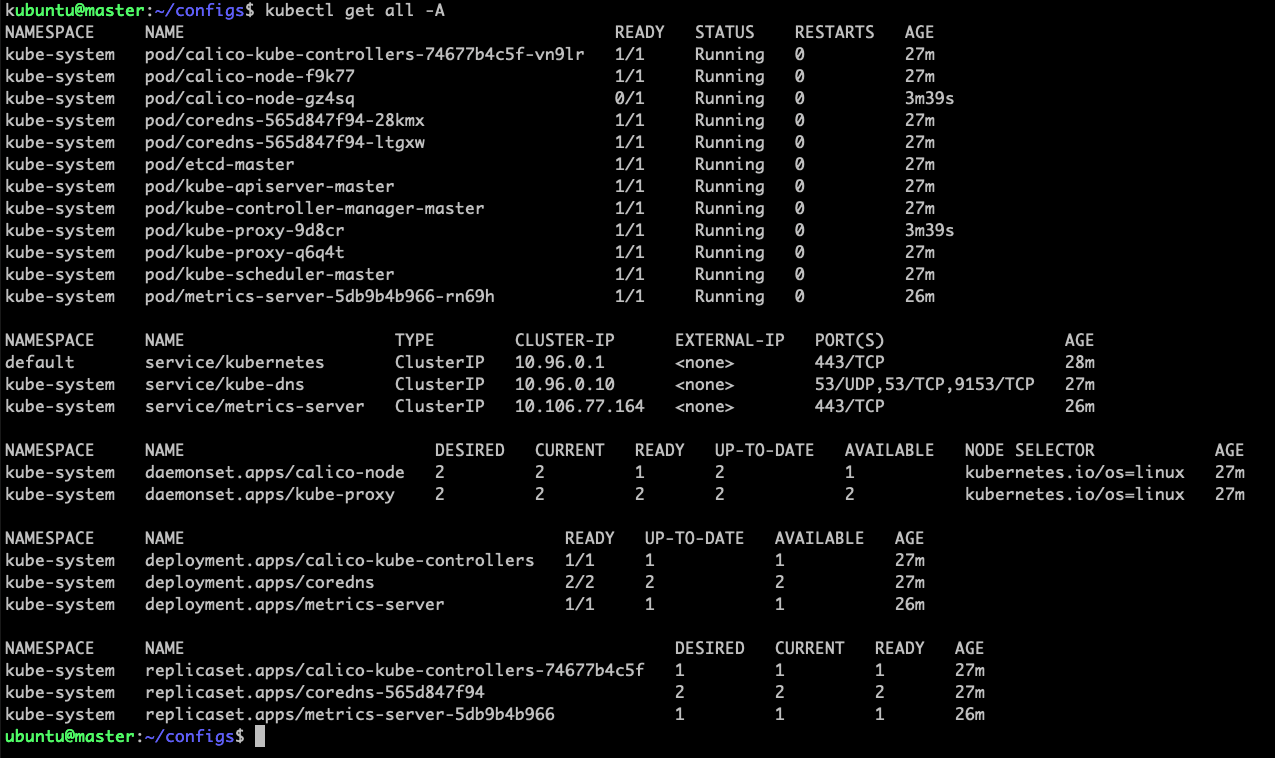 kubuntu@master:~/configs$ kubectl get all -A
NAMESPACE NAME READY STATUS RESTARTS AGE
kube-system pod/calico-kube-controllers-74677b4c5f-vn9lr 1/1 Running 0 27m
kube-system pod/calico-node-f9k77 1/1 Running 0 27m
kube-system pod/calico-node-gz4sq 0/1 Running 0 3m39s
kube-system pod/coredns-565d847f94-28kmx 1/1 Running 0 27m
kube-system pod/coredns-565d847f94-ltgxw 1/1 Running 0 27m
kube-system pod/etcd-master 1/1 Running 0 27m
kube-system pod/kube-apiserver-master 1/1 Running 0 27m
kube-system pod/kube-controller-manager-master 1/1 Running 0 27m
kube-system pod/kube-proxy-9d8cr 1/1 Running 0 3m39s
kube-system pod/kube-proxy-q6q4t 1/1 Running 0 27m
kube-system pod/kube-scheduler-master 1/1 Running 0 27m
kube-system pod/metrics-server-5db9b4b966-rn69h 1/1 Running 0 26m
NAMESPACE NAME TYPE CLUSTER-IP EXTERNAL-IP PORT(S) AGE
default service/kubernetes ClusterIP 10.96.0.1 <none> 443/TCP 28m
kube-system service/kube-dns ClusterIP 10.96.0.10 <none> 53/UDP,53/TCP,9153/TCP 27m
kube-system service/metrics-server ClusterIP 10.106.77.164 <none> 443/TCP 26m
NAMESPACE NAME DESIRED CURRENT READY UP-TO-DATE AVAILABLE NODE SELECTOR AGE
kube-system daemonset.apps/calico-node 2 2 1 2 1 kubernetes.io/os=linux 27m
kube-system daemonset.apps/kube-proxy 2 2 2 2 2 kubernetes.io/os=linux 27m
NAMESPACE NAME READY UP-TO-DATE AVAILABLE AGE
kube-system deployment.apps/calico-kube-controllers 1/1 1 1 27m
kube-system deployment.apps/coredns 2/2 2 2 27m
kube-system deployment.apps/metrics-server 1/1 1 1 26m
NAMESPACE NAME DESIRED CURRENT READY AGE
kube-system replicaset.apps/calico-kube-controllers-74677b4c5f 1 1 1 27m
kube-system replicaset.apps/coredns-565d847f94 2 2 2 27m
kube-system replicaset.apps/metrics-server-5db9b4b966 1 1 1 26m
ubuntu@master:~/configs$